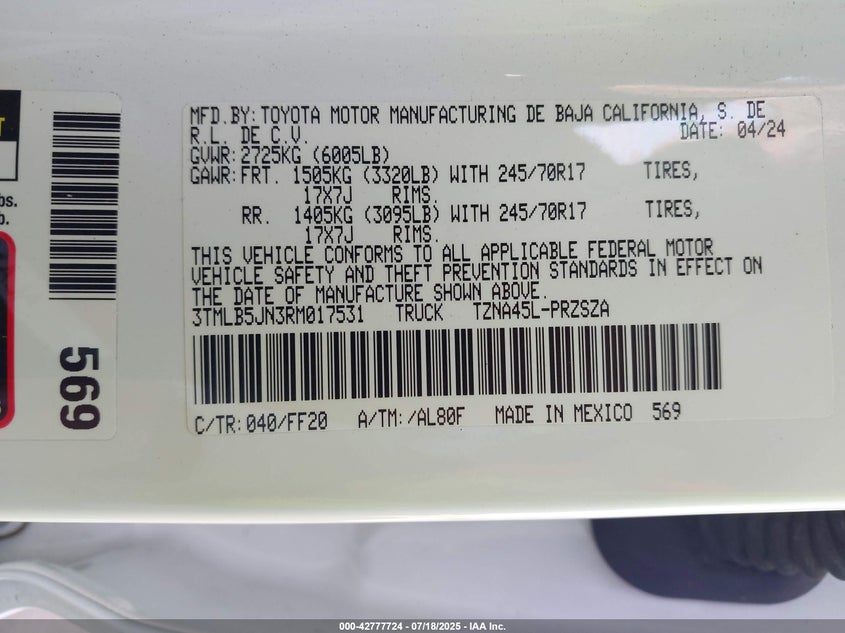 T
bs.
b.
569
MFD.BY: TOYOTA MOTOR MANUFACTURING DE BAJA CALIFORNIA, S. DE
R.L. DE C.V. DATE: 04/24
GVWR: 2725KG (6005LB)
GAWR: FRT. 1505KG (3320LB) WITH 245/70R17 TIRES,
17X7J RIMS.
RR. 1405KG (3095LB) WITH 245/70R17 TIRES,
17X7J RIMS.
THIS VEHICLE CONFORMS TO ALL APPLICABLE FEDERAL MOTOR
VEHICLE SAFETY AND THEFT PREVENTION STANDARDS IN EFFECT ON
THE DATE OF MANUFACTURE SHOWN ABOVE.
3TMLB5JN3RM017531 TRUCK TZNA45L-PRZSZA
C/TR: 040/FF20 A/TM: /AL80F MADE IN MEXICO 569
000-42777724 | 07/18/2025 - IAA Inc.